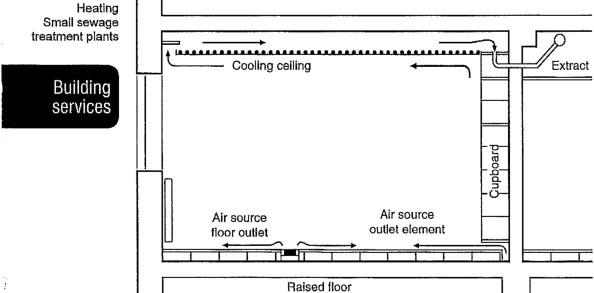 Heating
Small sewage
treatment plants
Building
services
Cooling ceiling
Extract
Cupboard
Air source
floor outlet
Air source
outlet element
Raised floor